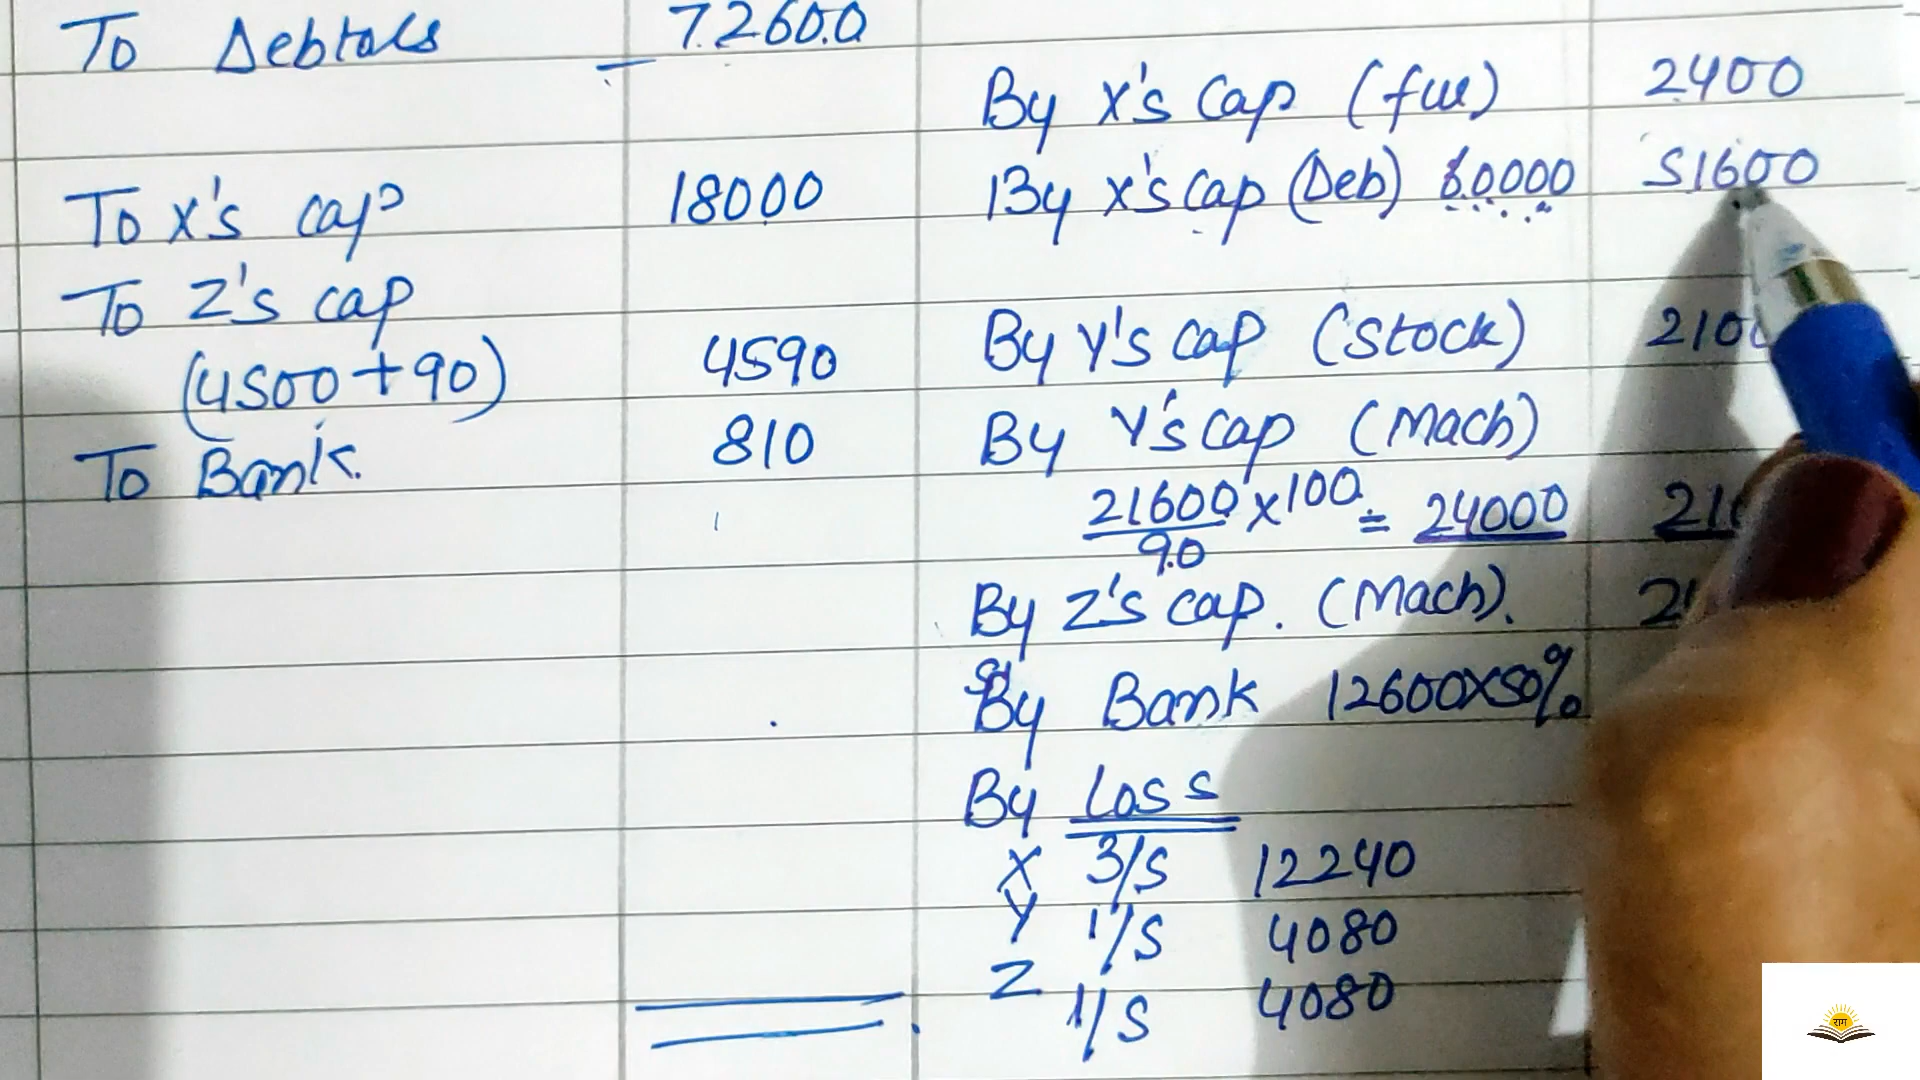 To Debtors 72600
By X's Cap (fur) 2400
To X's cap 18000
By X's Cap (Deb) 60000 51600
To Z's cap
(4500+90) 4590
By Y's Cap (Stock)
To Bank. 810
By Y's Cap (Mach)
21600/90 x 100 = 24000
By Z's cap. (Mach).
By Bank 12600x50%
By Loss
X 3/5 12240
Y 1/5 4080
Z 1/5 4080
राग